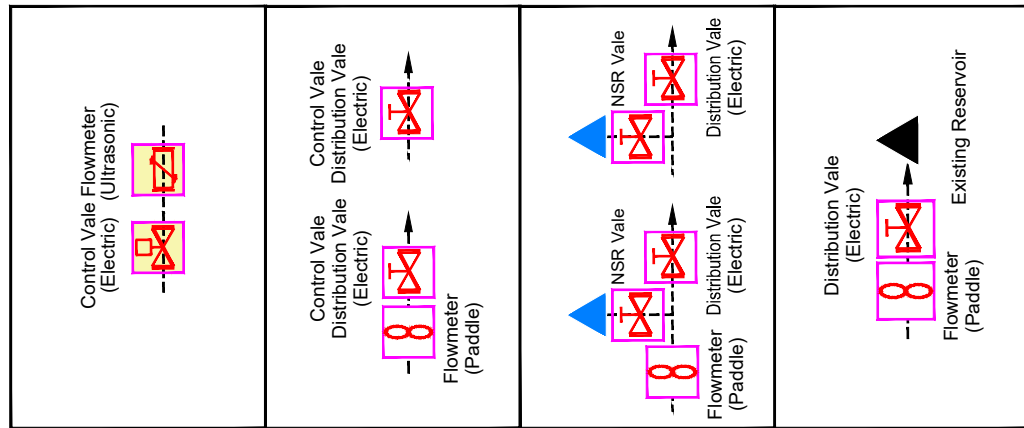 Control Vale
(Electric)
Flowmeter
(Ultrasonic)
Control Vale
Distribution Vale
(Electric)
Flowmeter
(Paddle)
Control Vale
Distribution Vale
(Electric)
NSR Vale
Distribution Vale
(Electric)
Flowmeter
(Paddle)
NSR Vale
Distribution Vale
(Electric)
Distribution Vale
(Electric)
Flowmeter
(Paddle)
Existing Reservoir